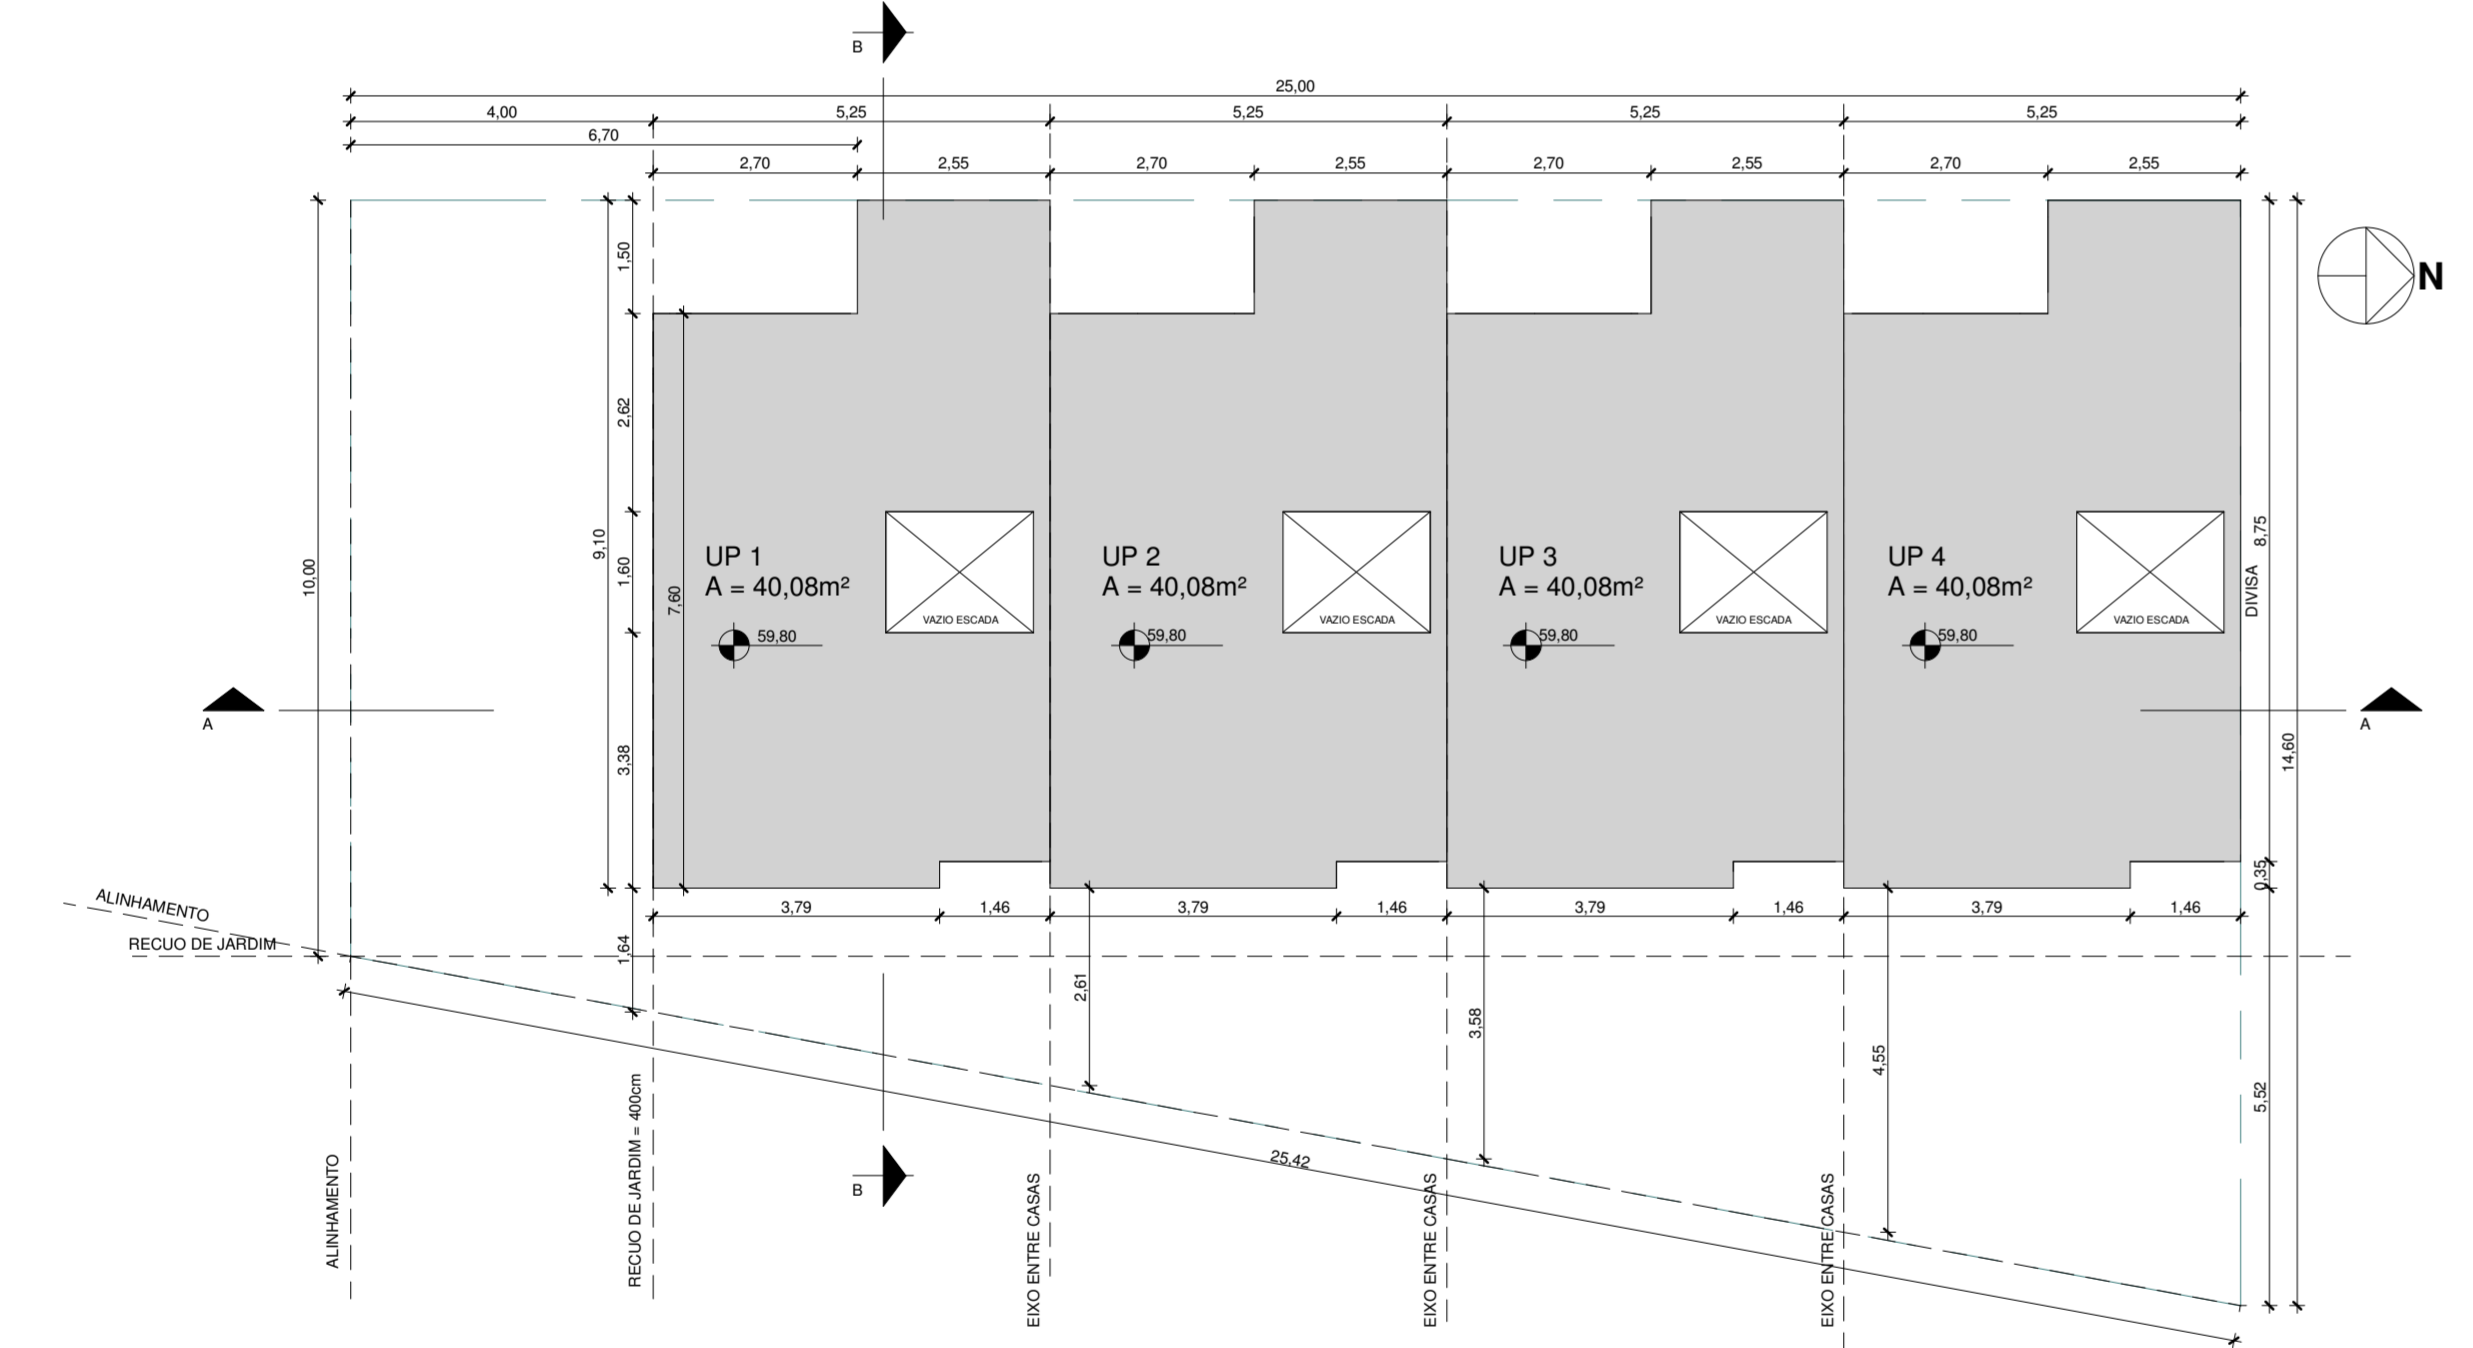 B
25,00
4,00
5,25
5,25
5,25
5,25
6,70
2,70
2,55
2,70
2,55
2,70
2,55
2,70
2,55
N
10,00
9,10
1,50
2,62
1,60
3,38
1,64
7,60
UP 1
A = 40,08m²
59,80
VAZIO ESCADA
UP 2
A = 40,08m²
59,80
VAZIO ESCADA
UP 3
A = 40,08m²
59,80
VAZIO ESCADA
UP 4
A = 40,08m²
59,80
VAZIO ESCADA
DIVISA
8,75
0,35
14,60
5,52
A
A
3,79
1,46
3,79
1,46
3,79
1,46
3,79
1,46
ALINHAMENTO
RECUO DE JARDIM
2,61
3,58
4,55
25,42
B
ALINHAMENTO
RECUO DE JARDIM = 400cm
EIXO ENTRE CASAS
EIXO ENTRE CASAS
EIXO ENTRE CASAS